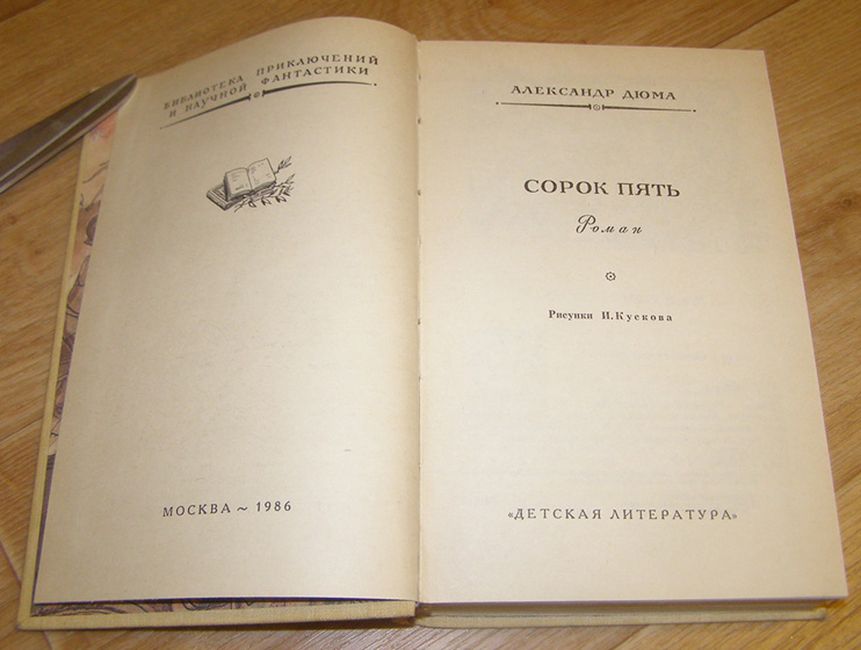 БИБЛИОТЕКА ПРИКЛЮЧЕНИЙ
И НАУЧНОЙ ФАНТАСТИКИ
МОСКВА ~ 1986
АЛЕКСАНДР ДЮМА
СОРОК ПЯТЬ
Роман
Рисунки И. Кускова
«ДЕТСКАЯ ЛИТЕРАТУРА»